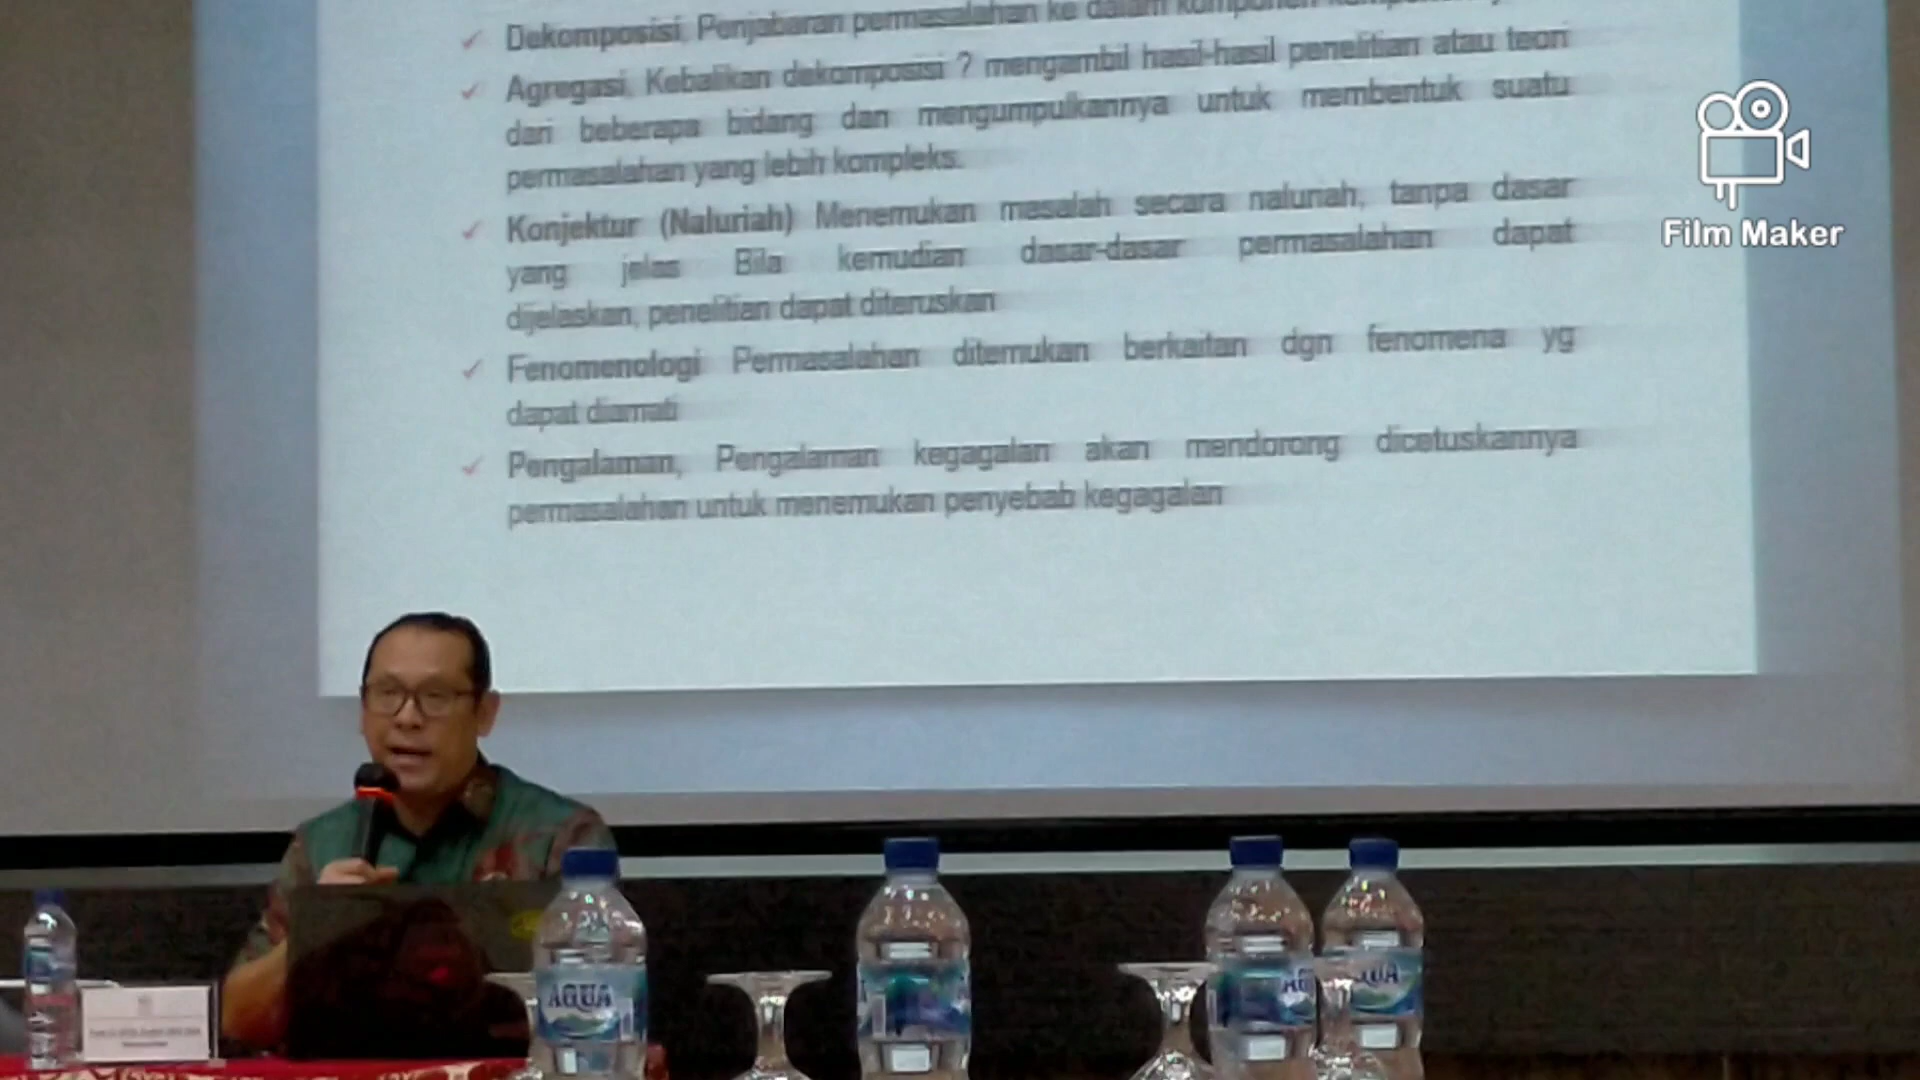 ✓ Dekomposisi, Penjabaran permasalahan ke dalam
✓ Agregasi, Kebalikan dekomposisi ? mengambil hasil-hasil penelitian atau teori
dari beberapa bidang dan mengumpulkannya untuk membentuk suatu
permasalahan yang lebih kompleks.
✓ Konjektur (Naluriah) Menemukan masalah secara naluriah, tanpa dasar
yang jelas Bila kemudian dasar-dasar permasalahan dapat
dijelaskan, penelitian dapat diteruskan
✓ Fenomenologi Permasalahan ditemukan berkaitan dgn fenomena yg
dapat diamati
✓ Pengalaman, Pengalaman kegagalan akan mendorong dicetuskannya
permasalahan untuk menemukan penyebab kegagalan
Film Maker
AQUA
AQUA